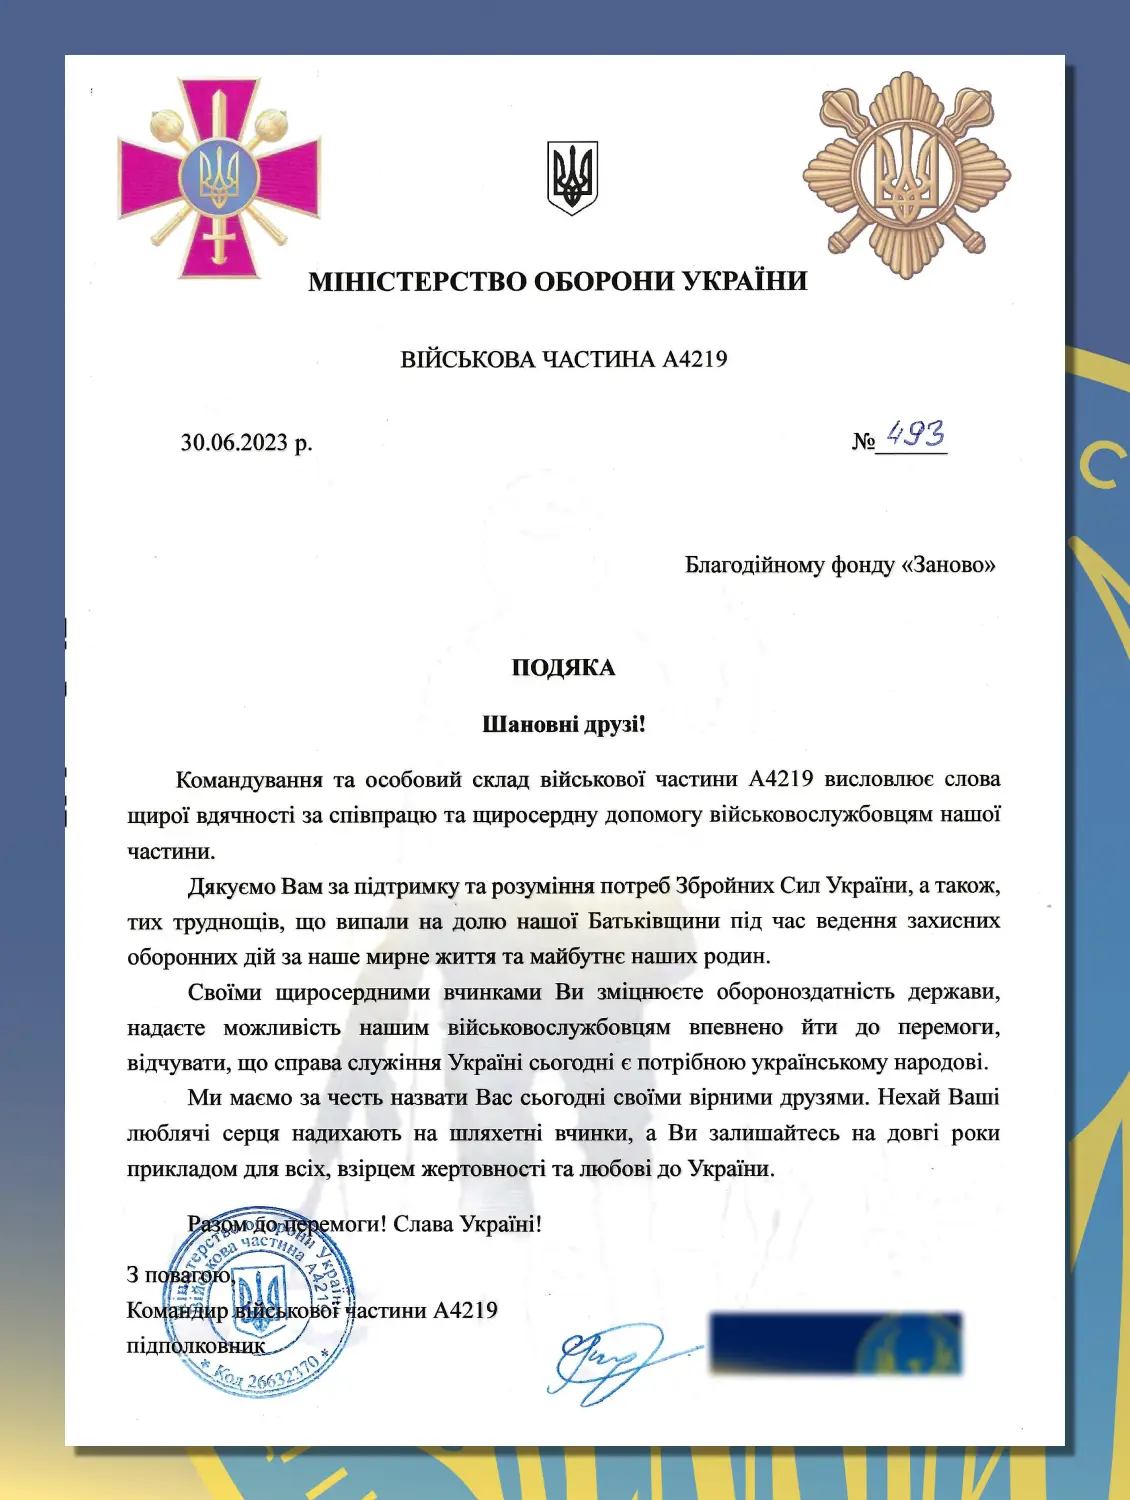 МІНІСТЕРСТВО ОБОРОНИ УКРАЇНИ
ВІЙСЬКОВА ЧАСТИНА А4219
30.06.2023 р.
№ 493
Благодійному фонду «Заново»
ПОДЯКА
Шановні друзі!
Командування та особовий склад військової частини А4219 висловлює слова
щирої вдячності за співпрацю та щиросердну допомогу військовослужбовцям нашої
частини.
Дякуємо Вам за підтримку та розуміння потреб Збройних Сил України, а також,
тих труднощів, що випали на долю нашої Батьківщини під час ведення захисних
оборонних дій за наше мирне життя та майбутнє наших родин.
Своїми щиросердними вчинками Ви зміцнюєте обороноздатність держави,
надаєте можливість нашим військовослужбовцям впевнено йти до перемоги,
відчувати, що справа служіння Україні сьогодні є потрібною українському народові.
Ми маємо за честь назвати Вас сьогодні своїми вірними друзями. Нехай Ваші
люблячі серця надихають на шляхетні вчинки, а Ви залишайтесь на довгі роки
прикладом для всіх, взірцем жертовності та любові до України.
Разом до перемоги! Слава Україні!
З повагою,
Командир військової частини А4219
підполковник
Міністерство оборони України
Військова частина А4219
* Код 26632370 *
С